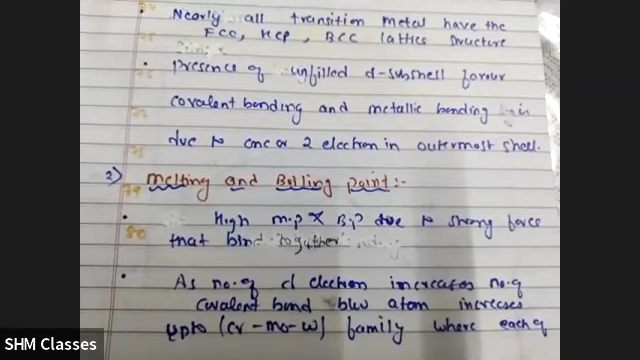 Nearly all transition metal have the
FCC, HCP, BCC lattice structure
• Presence of unfilled d-subshell favour
covalent bonding and metallic bonding is
due to one or 2 electron in outermost shell.
2) Melting and Boiling point:-
79
80
• High m.p & B.p due to strong force
that bind together
• As no. of d electron increases no. of
covalent bond b/w atom increases
upto (cr - mo - w) family where each of
SHM Classes